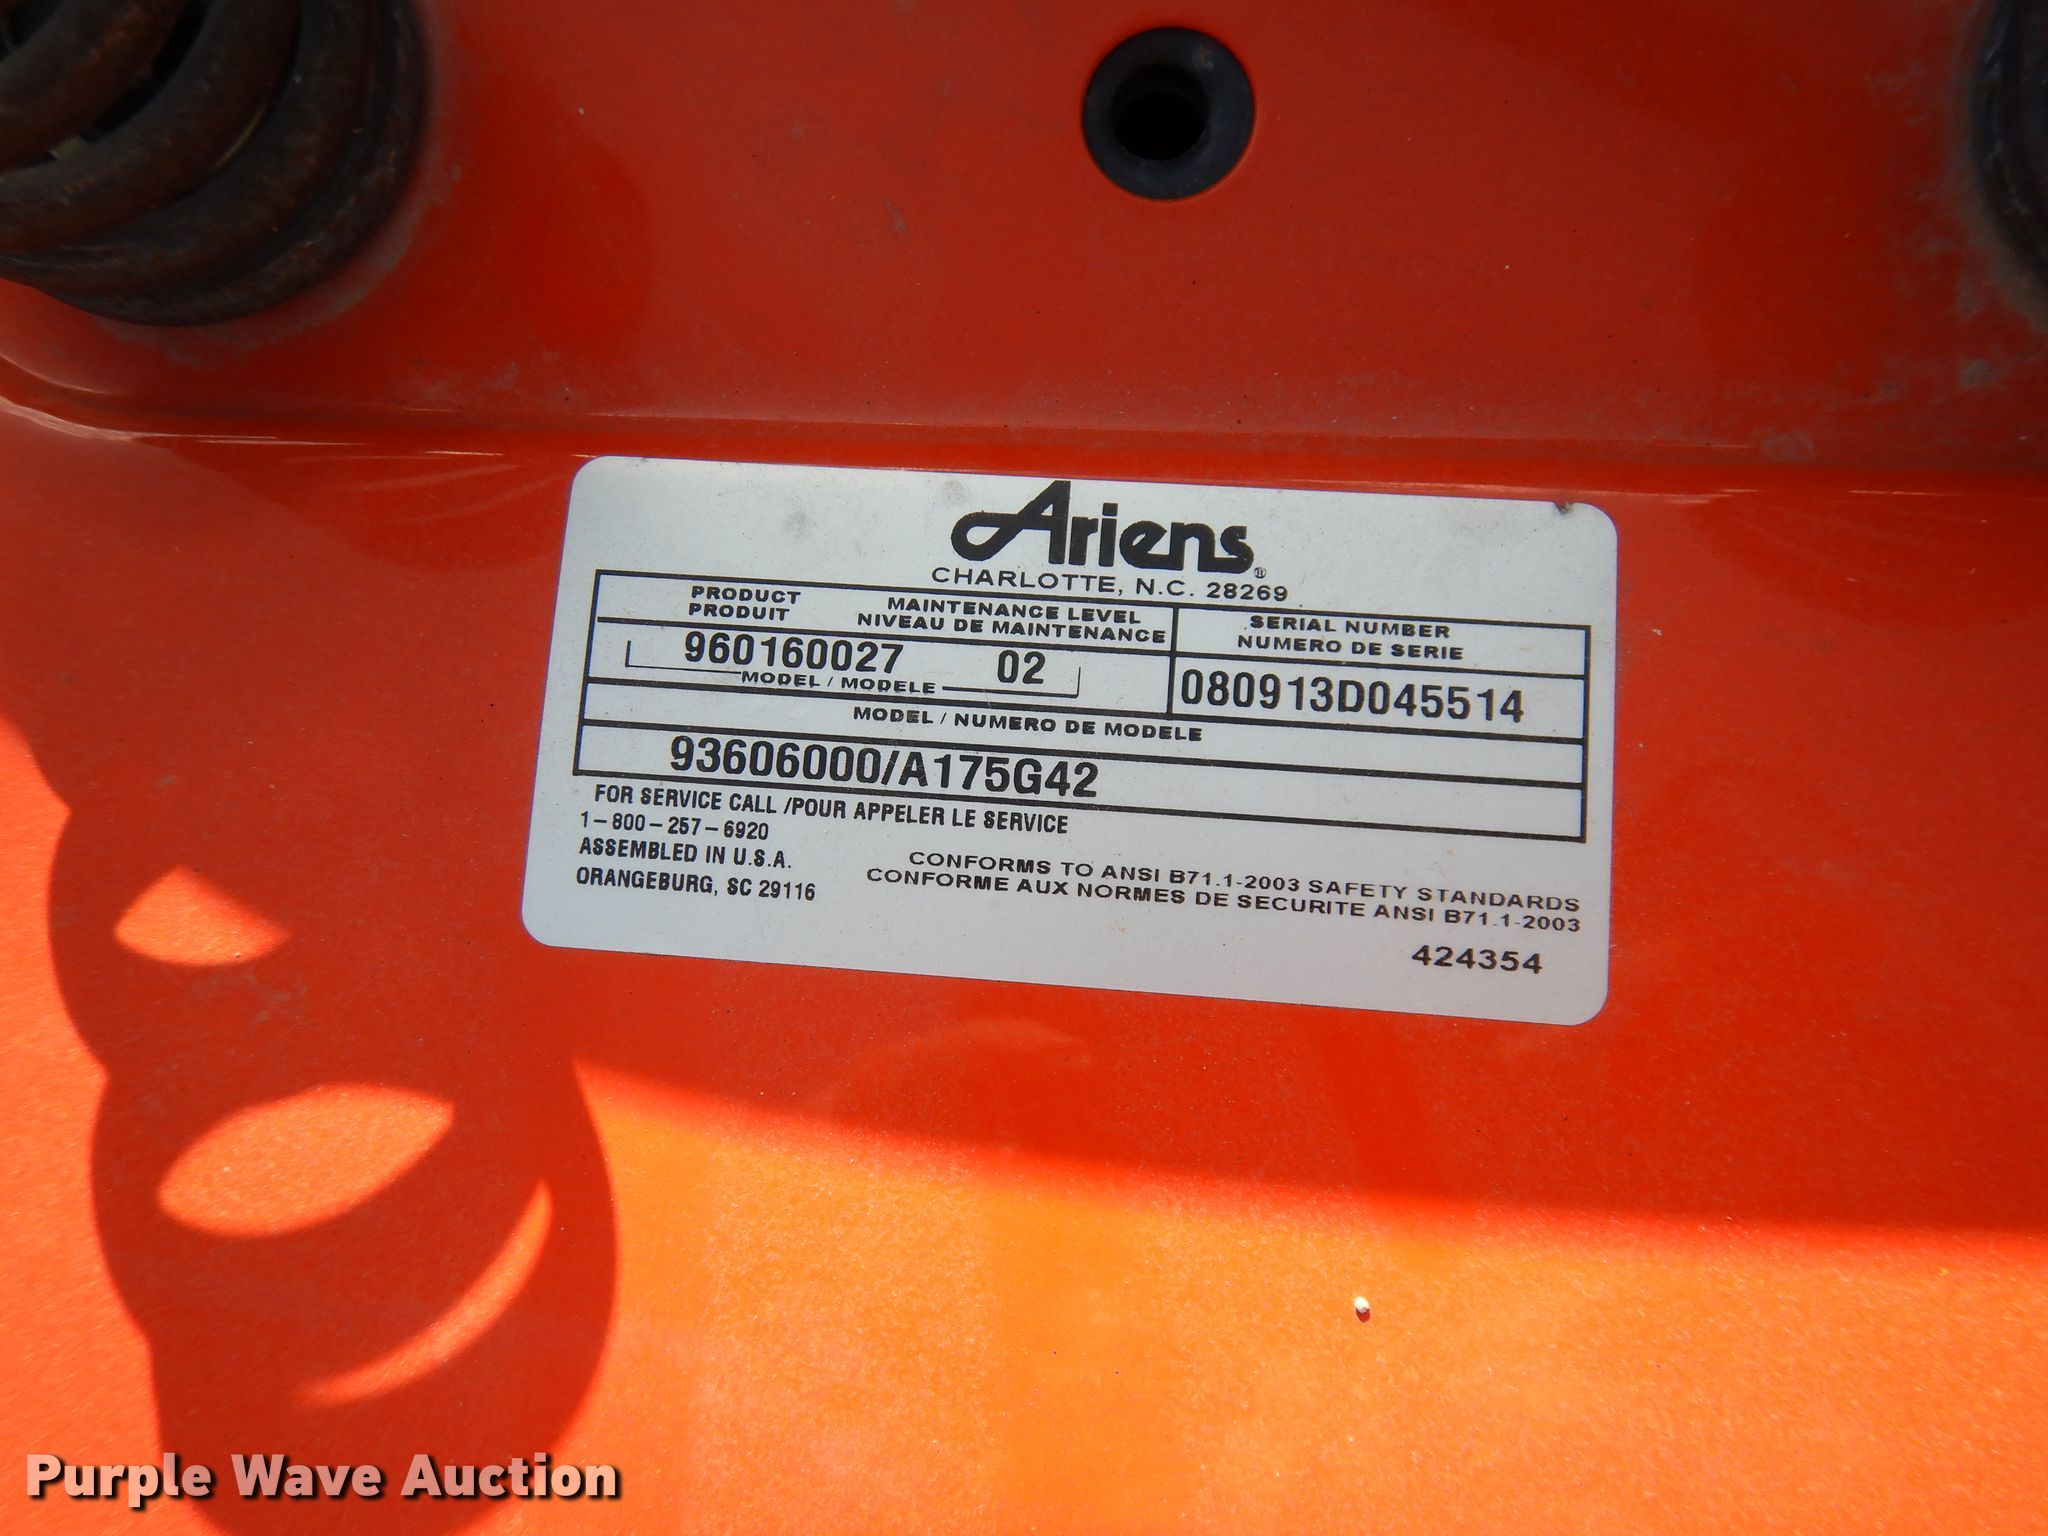 Ariens®
CHARLOTTE, N.C. 28269
PRODUCT
PRODUIT
MAINTENANCE LEVEL
NIVEAU DE MAINTENANCE
SERIAL NUMBER
NUMERO DE SERIE
960160027 02
MODEL / MODELE
080913D045514
MODEL / NUMERO DE MODELE
93606000/A175G42
FOR SERVICE CALL /POUR APPELER LE SERVICE
1-800-257-6920
ASSEMBLED IN U.S.A.
ORANGEBURG, SC 29116
CONFORMS TO ANSI B71.1-2003 SAFETY STANDARDS
CONFORME AUX NORMES DE SECURITE ANSI B71.1-2003
424354
Purple Wave Auction